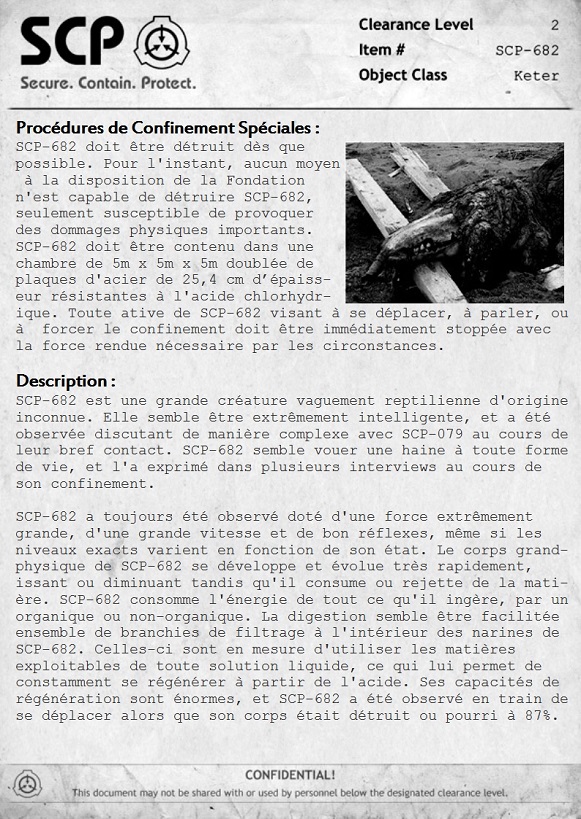 SCP
Secure. Contain. Protect.
Clearance Level 2
Item # SCP-682
Object Class Keter
Procédures de Confinement Spéciales :
SCP-682 doit être détruit dès que
possible. Pour l'instant, aucun moyen
à la disposition de la Fondation
n'est capable de détruire SCP-682,
seulement susceptible de provoquer
des dommages physiques importants.
SCP-682 doit être contenu dans une
chambre de 5m x 5m x 5m doublée de
plaques d'acier de 25,4 cm d’épaiss-
eur résistantes à l'acide chlorhydr-
ique. Toute ative de SCP-682 visant à se déplacer, à parler, ou
à forcer le confinement doit être immédiatement stoppée avec
la force rendue nécessaire par les circonstances.
Description :
SCP-682 est une grande créature vaguement reptilienne d'origine
inconnue. Elle semble être extrêmement intelligente, et a été
observée discutant de manière complexe avec SCP-079 au cours de
leur bref contact. SCP-682 semble vouer une haine à toute forme
de vie, et l'a exprimé dans plusieurs interviews au cours de
son confinement.
SCP-682 a toujours été observé doté d'une force extrêmement
grande, d'une grande vitesse et de bon réflexes, même si les
niveaux exacts varient en fonction de son état. Le corps grand-
physique de SCP-682 se développe et évolue très rapidement,
issant ou diminuant tandis qu'il consume ou rejette de la mati-
ère. SCP-682 consomme l'énergie de tout ce qu'il ingère, par un
organique ou non-organique. La digestion semble être facilitée
ensemble de branchies de filtrage à l'intérieur des narines de
SCP-682. Celles-ci sont en mesure d'utiliser les matières
exploitables de toute solution liquide, ce qui lui permet de
constamment se régénérer à partir de l'acide. Ses capacités de
régénération sont énormes, et SCP-682 a été observé en train de
se déplacer alors que son corps était détruit ou pourri à 87%.
CONFIDENTIAL!
This document may not be shared with or used by personnel below the designated clearance level.